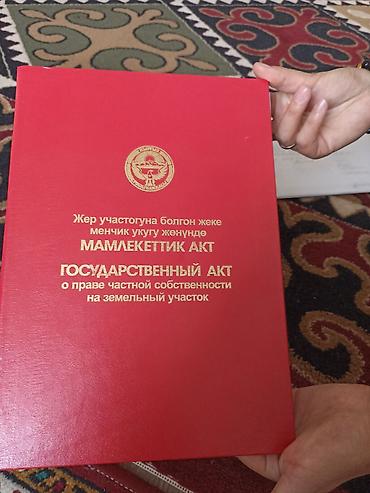 Жер участогуна болгон жеке
менчик укугу жөнүндө
МАМЛЕКЕТТИК АКТ
ГОСУДАРСТВЕННЫЙ АКТ
о праве частной собственности
на земельный участок